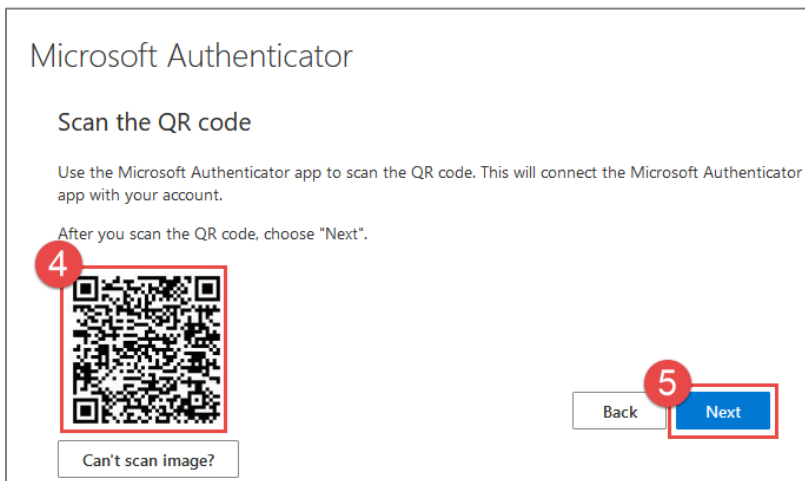 Microsoft Authenticator
Scan the QR code
Use the Microsoft Authenticator app to scan the QR code. This will connect the Microsoft Authenticator
app with your account.
After you scan the QR code, choose "Next".
4
5
Back
Next
Can't scan image?